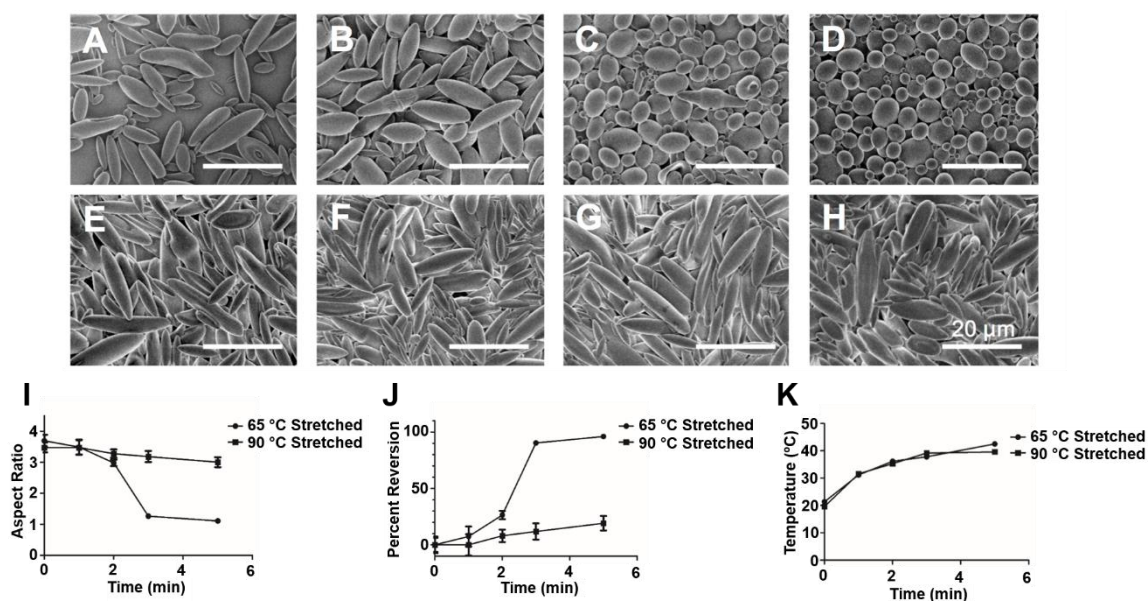 A B C D
E F G H
20 µm
I
65 °C Stretched
90 °C Stretched
Aspect Ratio
4
3
2
1
0
0 2 4 6
Time (min)
J
65 °C Stretched
90 °C Stretched
Percent Reversion
100
50
0
0 2 4 6
Time (min)
K
65 °C Stretched
90 °C Stretched
Temperature (°C)
50
40
30
20
10
0
0 2 4 6
Time (min)